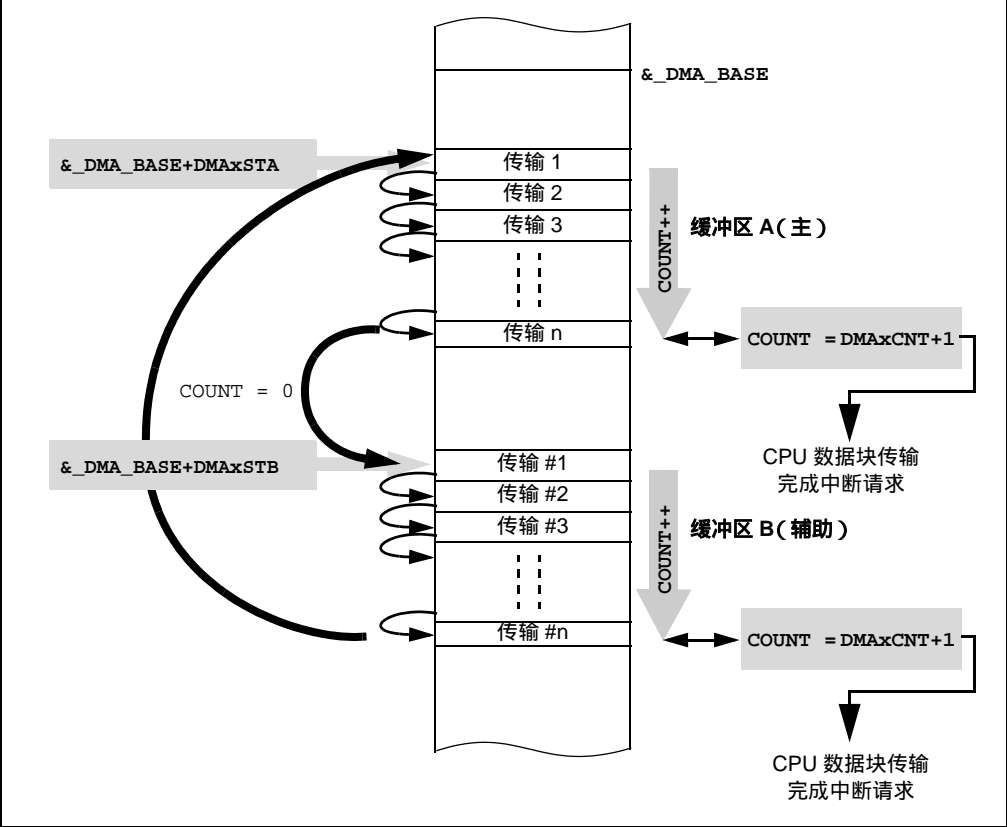 &_DMA_BASE
&_DMA_BASE+DMAxSTA
传输 1
传输 2
传输 3
COUNT++
缓冲区 A（主）
传输 n
COUNT = DMAxCNT+1
COUNT = 0
CPU 数据块传输
完成中断请求
&_DMA_BASE+DMAxSTB
传输 #1
传输 #2
传输 #3
COUNT++
缓冲区 B（辅助）
传输 #n
COUNT = DMAxCNT+1
CPU 数据块传输
完成中断请求